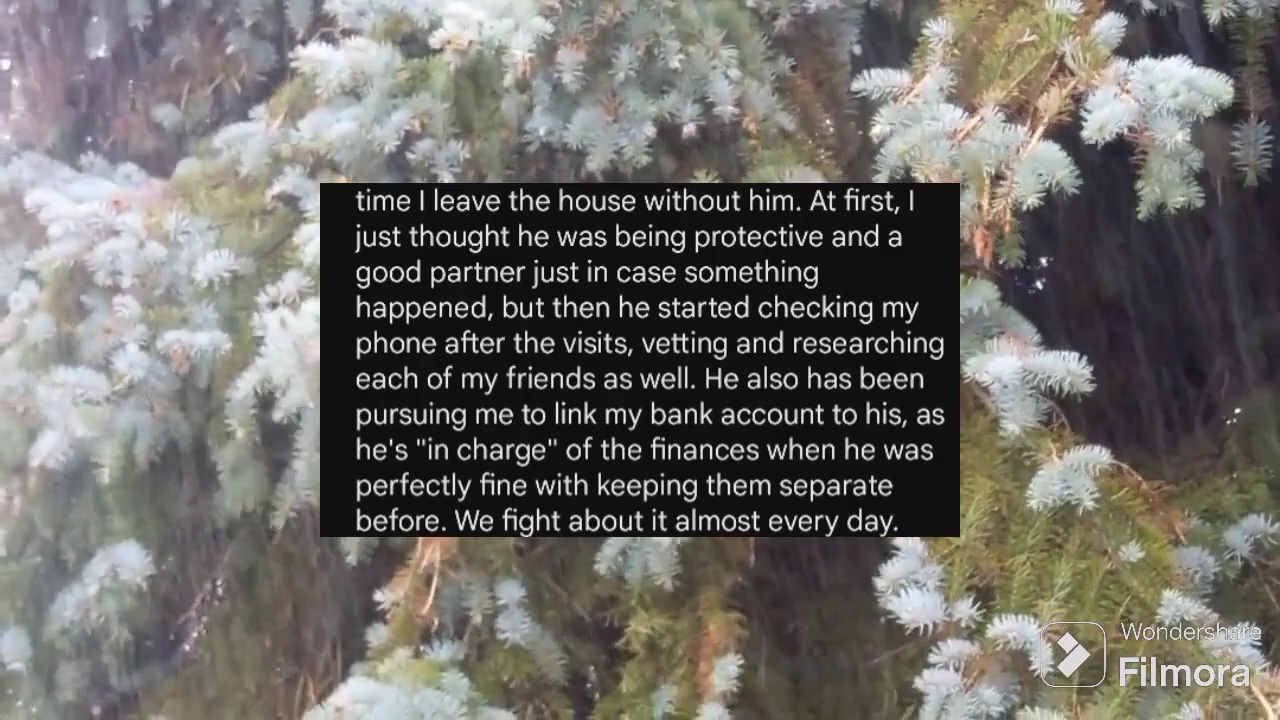 time I leave the house without him. At first, I
just thought he was being protective and a
good partner just in case something
happened, but then he started checking my
phone after the visits, vetting and researching
each of my friends as well. He also has been
pursuing me to link my bank account to his, as
he's "in charge" of the finances when he was
perfectly fine with keeping them separate
before. We fight about it almost every day.
Wondershare
Filmora